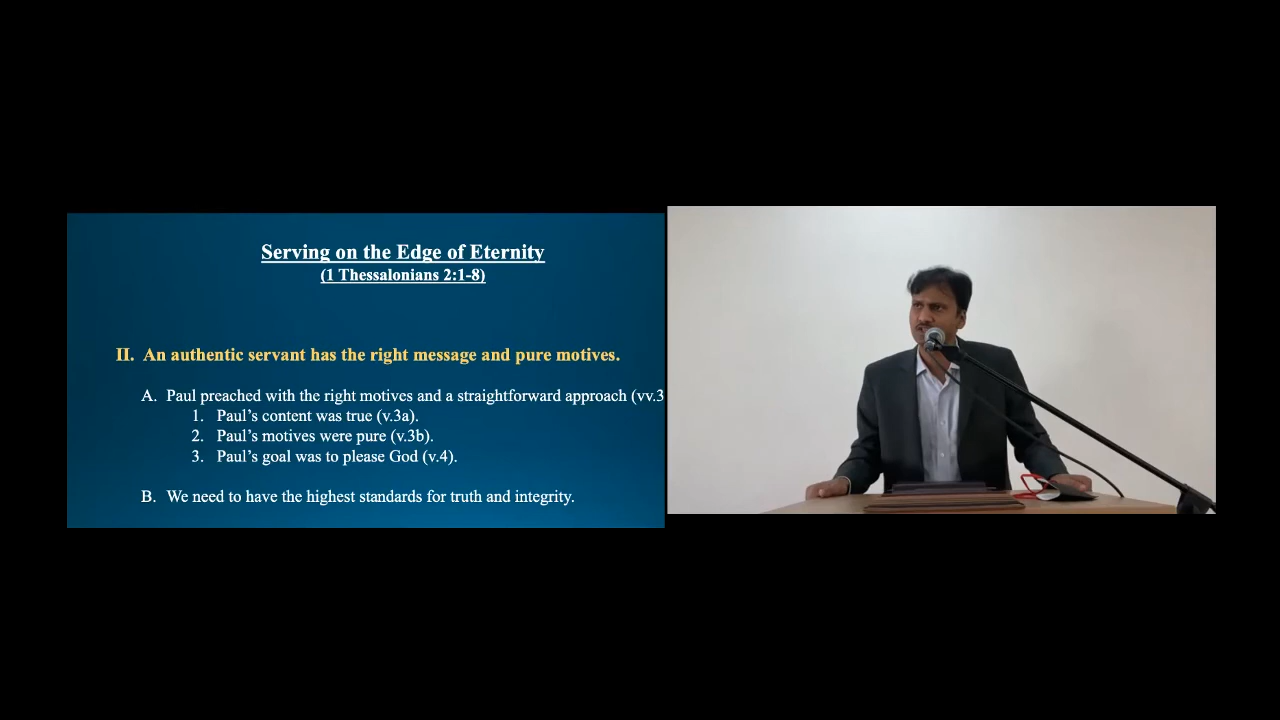 Serving on the Edge of Eternity
(1 Thessalonians 2:1-8)
II. An authentic servant has the right message and pure motives.
A. Paul preached with the right motives and a straightforward approach (vv.3
1. Paul’s content was true (v.3a).
2. Paul’s motives were pure (v.3b).
3. Paul’s goal was to please God (v.4).
B. We need to have the highest standards for truth and integrity.